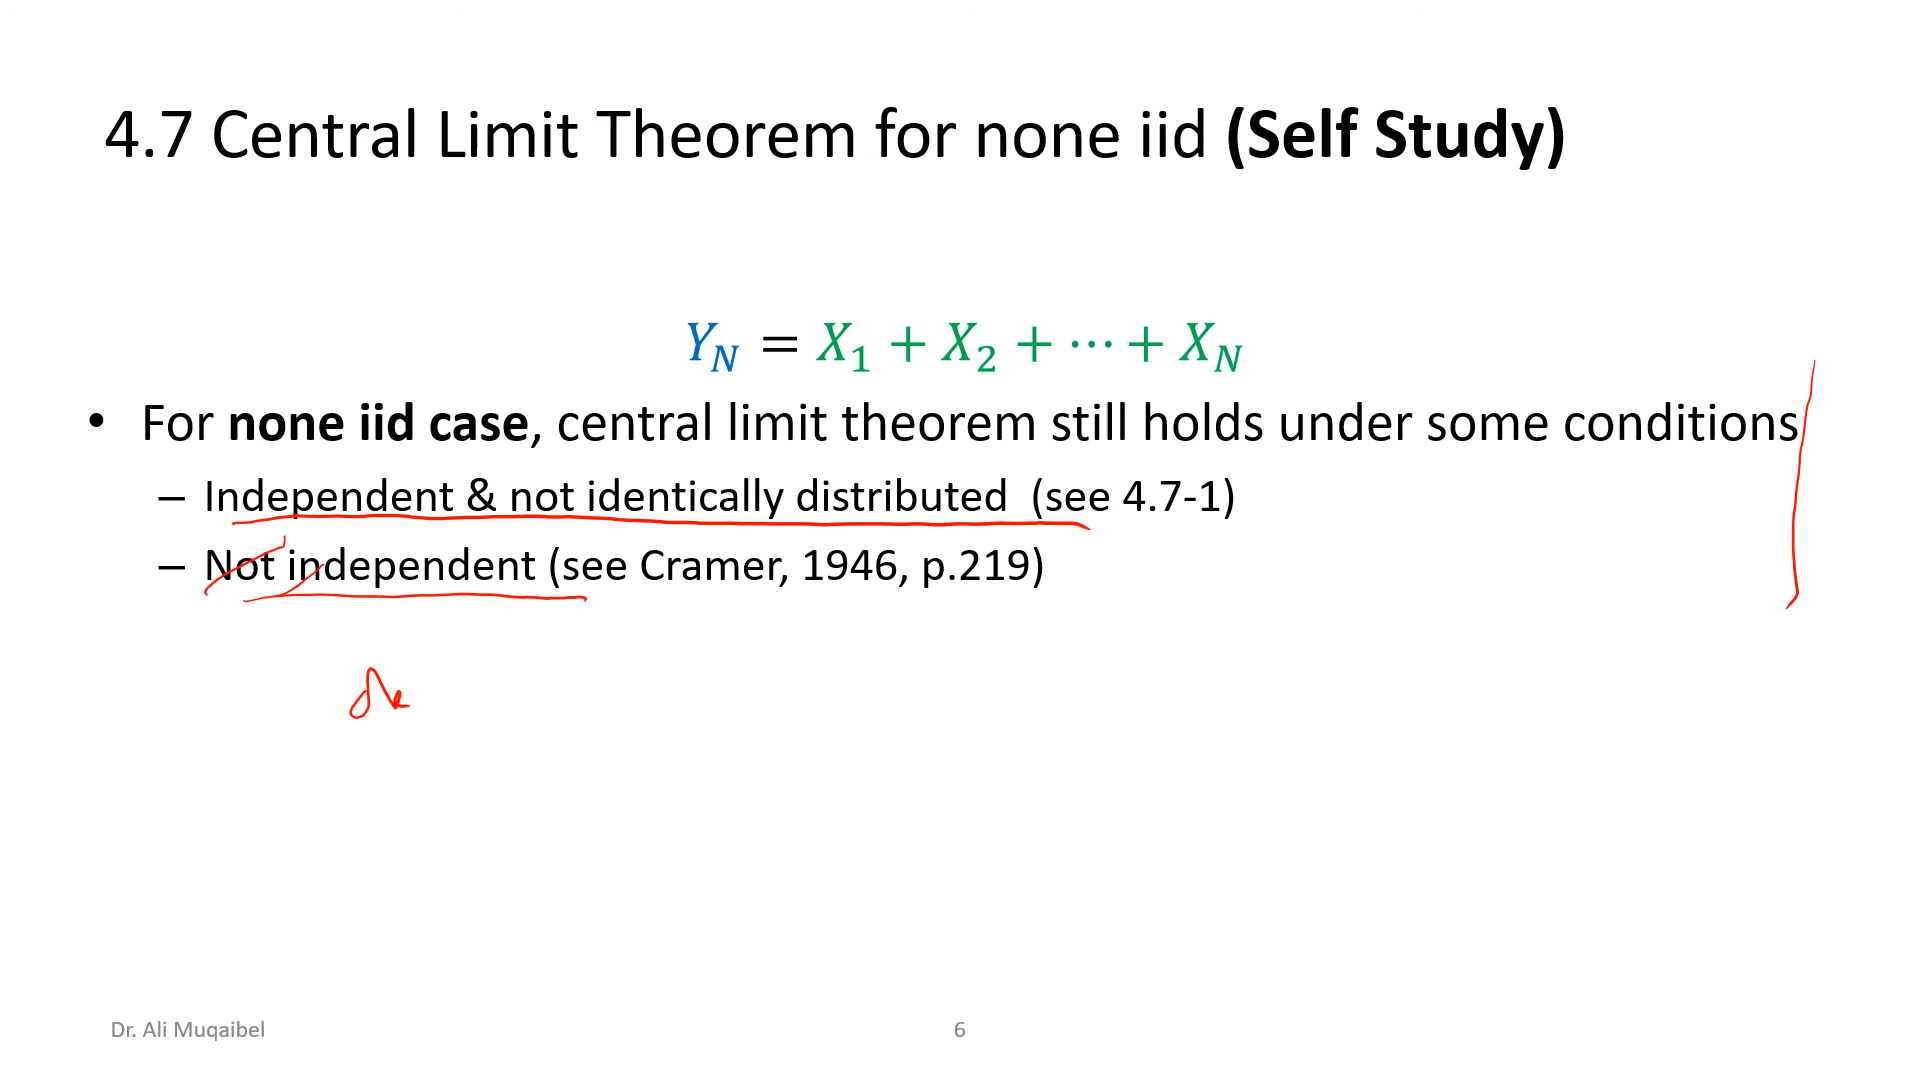 4.7 Central Limit Theorem for none iid (Self Study)
Y_N = X_1 + X_2 + ⋯ + X_N
• For none iid case, central limit theorem still holds under some conditions
– Independent & not identically distributed (see 4.7-1)
– Not independent (see Cramer, 1946, p.219)
Dr. Ali Muqaibel
6